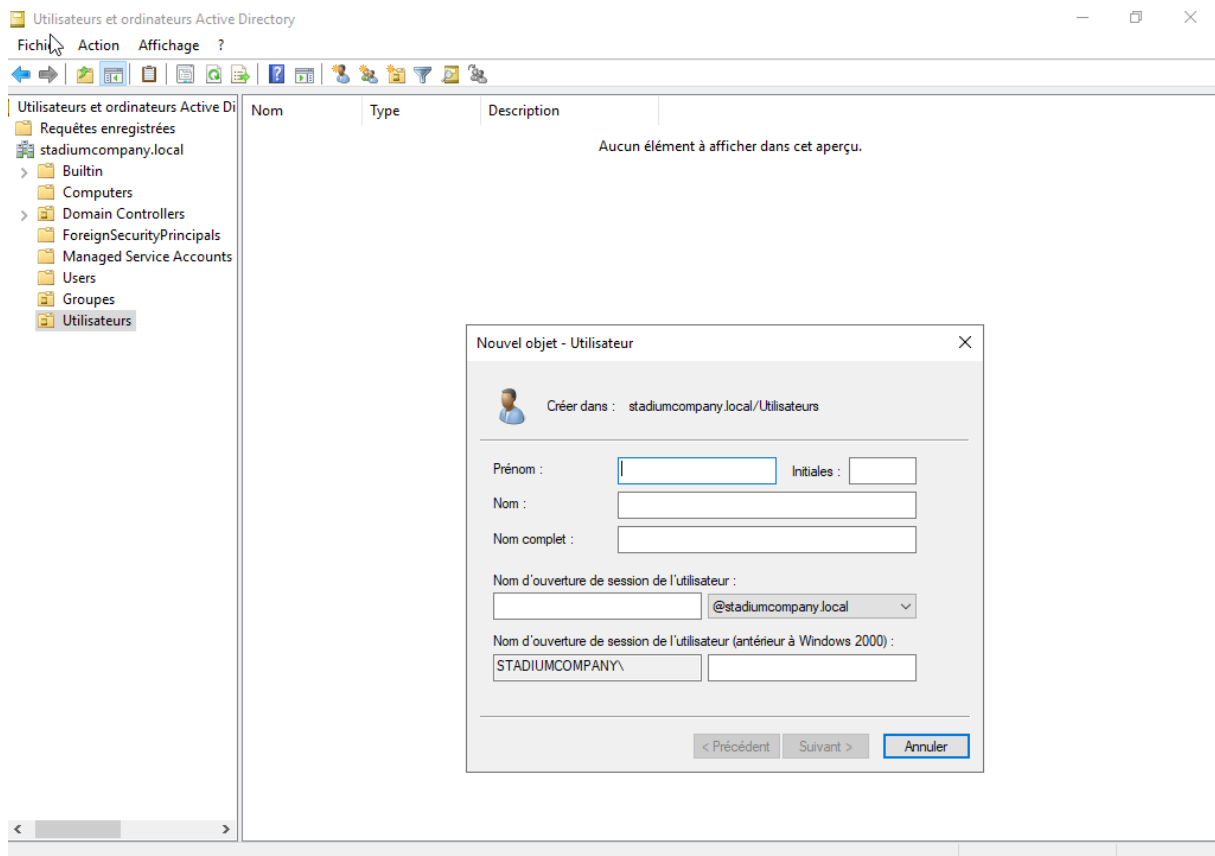 Utilisateurs et ordinateurs Active Directory
Fichi Action Affichage ?
Utilisateurs et ordinateurs Active Di
Nom Type Description
Requêtes enregistrées
Aucun élément à afficher dans cet aperçu.
stadiumcompany.local
Builtin
Computers
Domain Controllers
ForeignSecurityPrincipals
Managed Service Accounts
Users
Groupes
Utilisateurs
Nouvel objet - Utilisateur
Créer dans : stadiumcompany.local/Utilisateurs
Prénom : Initiales :
Nom :
Nom complet :
Nom d'ouverture de session de l'utilisateur :
@stadiumcompany.local
Nom d'ouverture de session de l'utilisateur (antérieur à Windows 2000) :
STADIUMCOMPANY\
< Précédent Suivant > Annuler